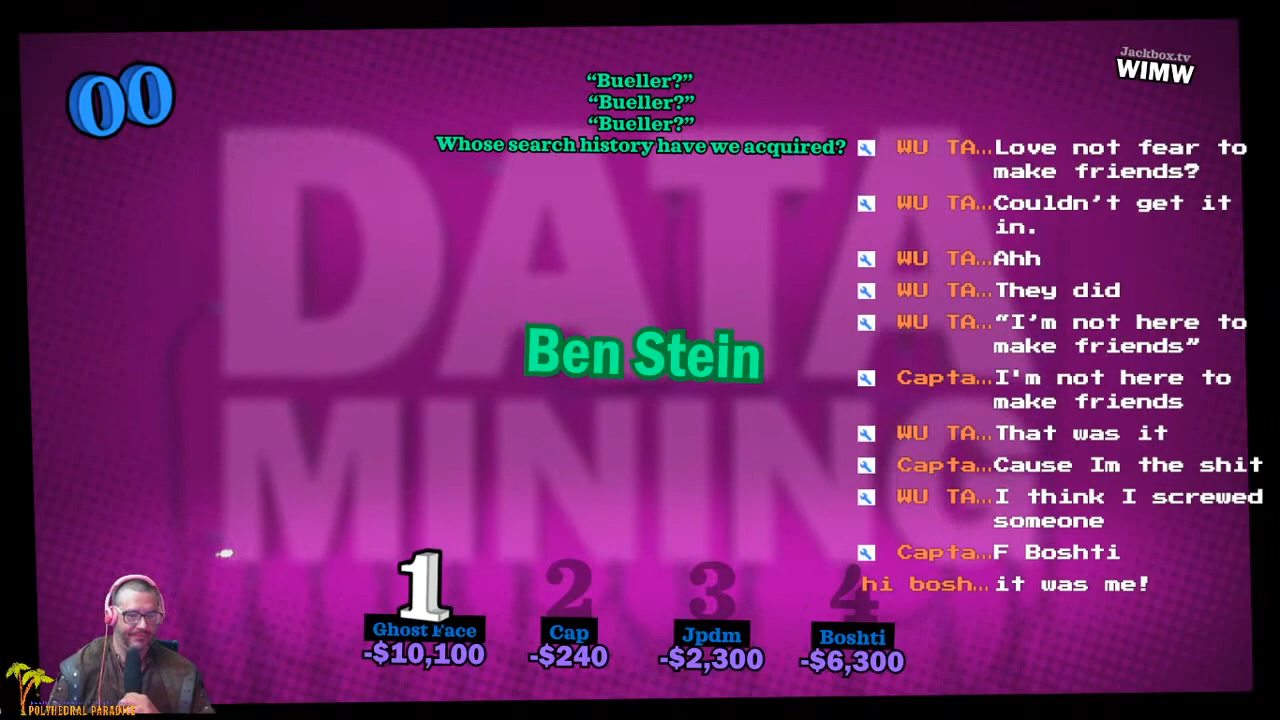 00
Jackbox.tv
WIMW
“Bueller?”
“Bueller?”
“Bueller?”
Whose search history have we acquired?
DATA
MINING
Ben Stein
WU TA…Love not fear to
make friends?
WU TA…Couldn’t get it
in.
WU TA…Ahh
WU TA…They did
WU TA…“I’m not here to
make friends”
Capta…I'm not here to
make friends
WU TA…That was it
Capta…Cause Im the shit
WU TA…I think I screwed
someone
Capta…F Boshti
hi bosh…it was me!
1 2 3 4
Ghost Face Cap Jpdm Boshti
-$10,100 -$240 -$2,300 -$6,300
POLYHEDRAL PARADISE